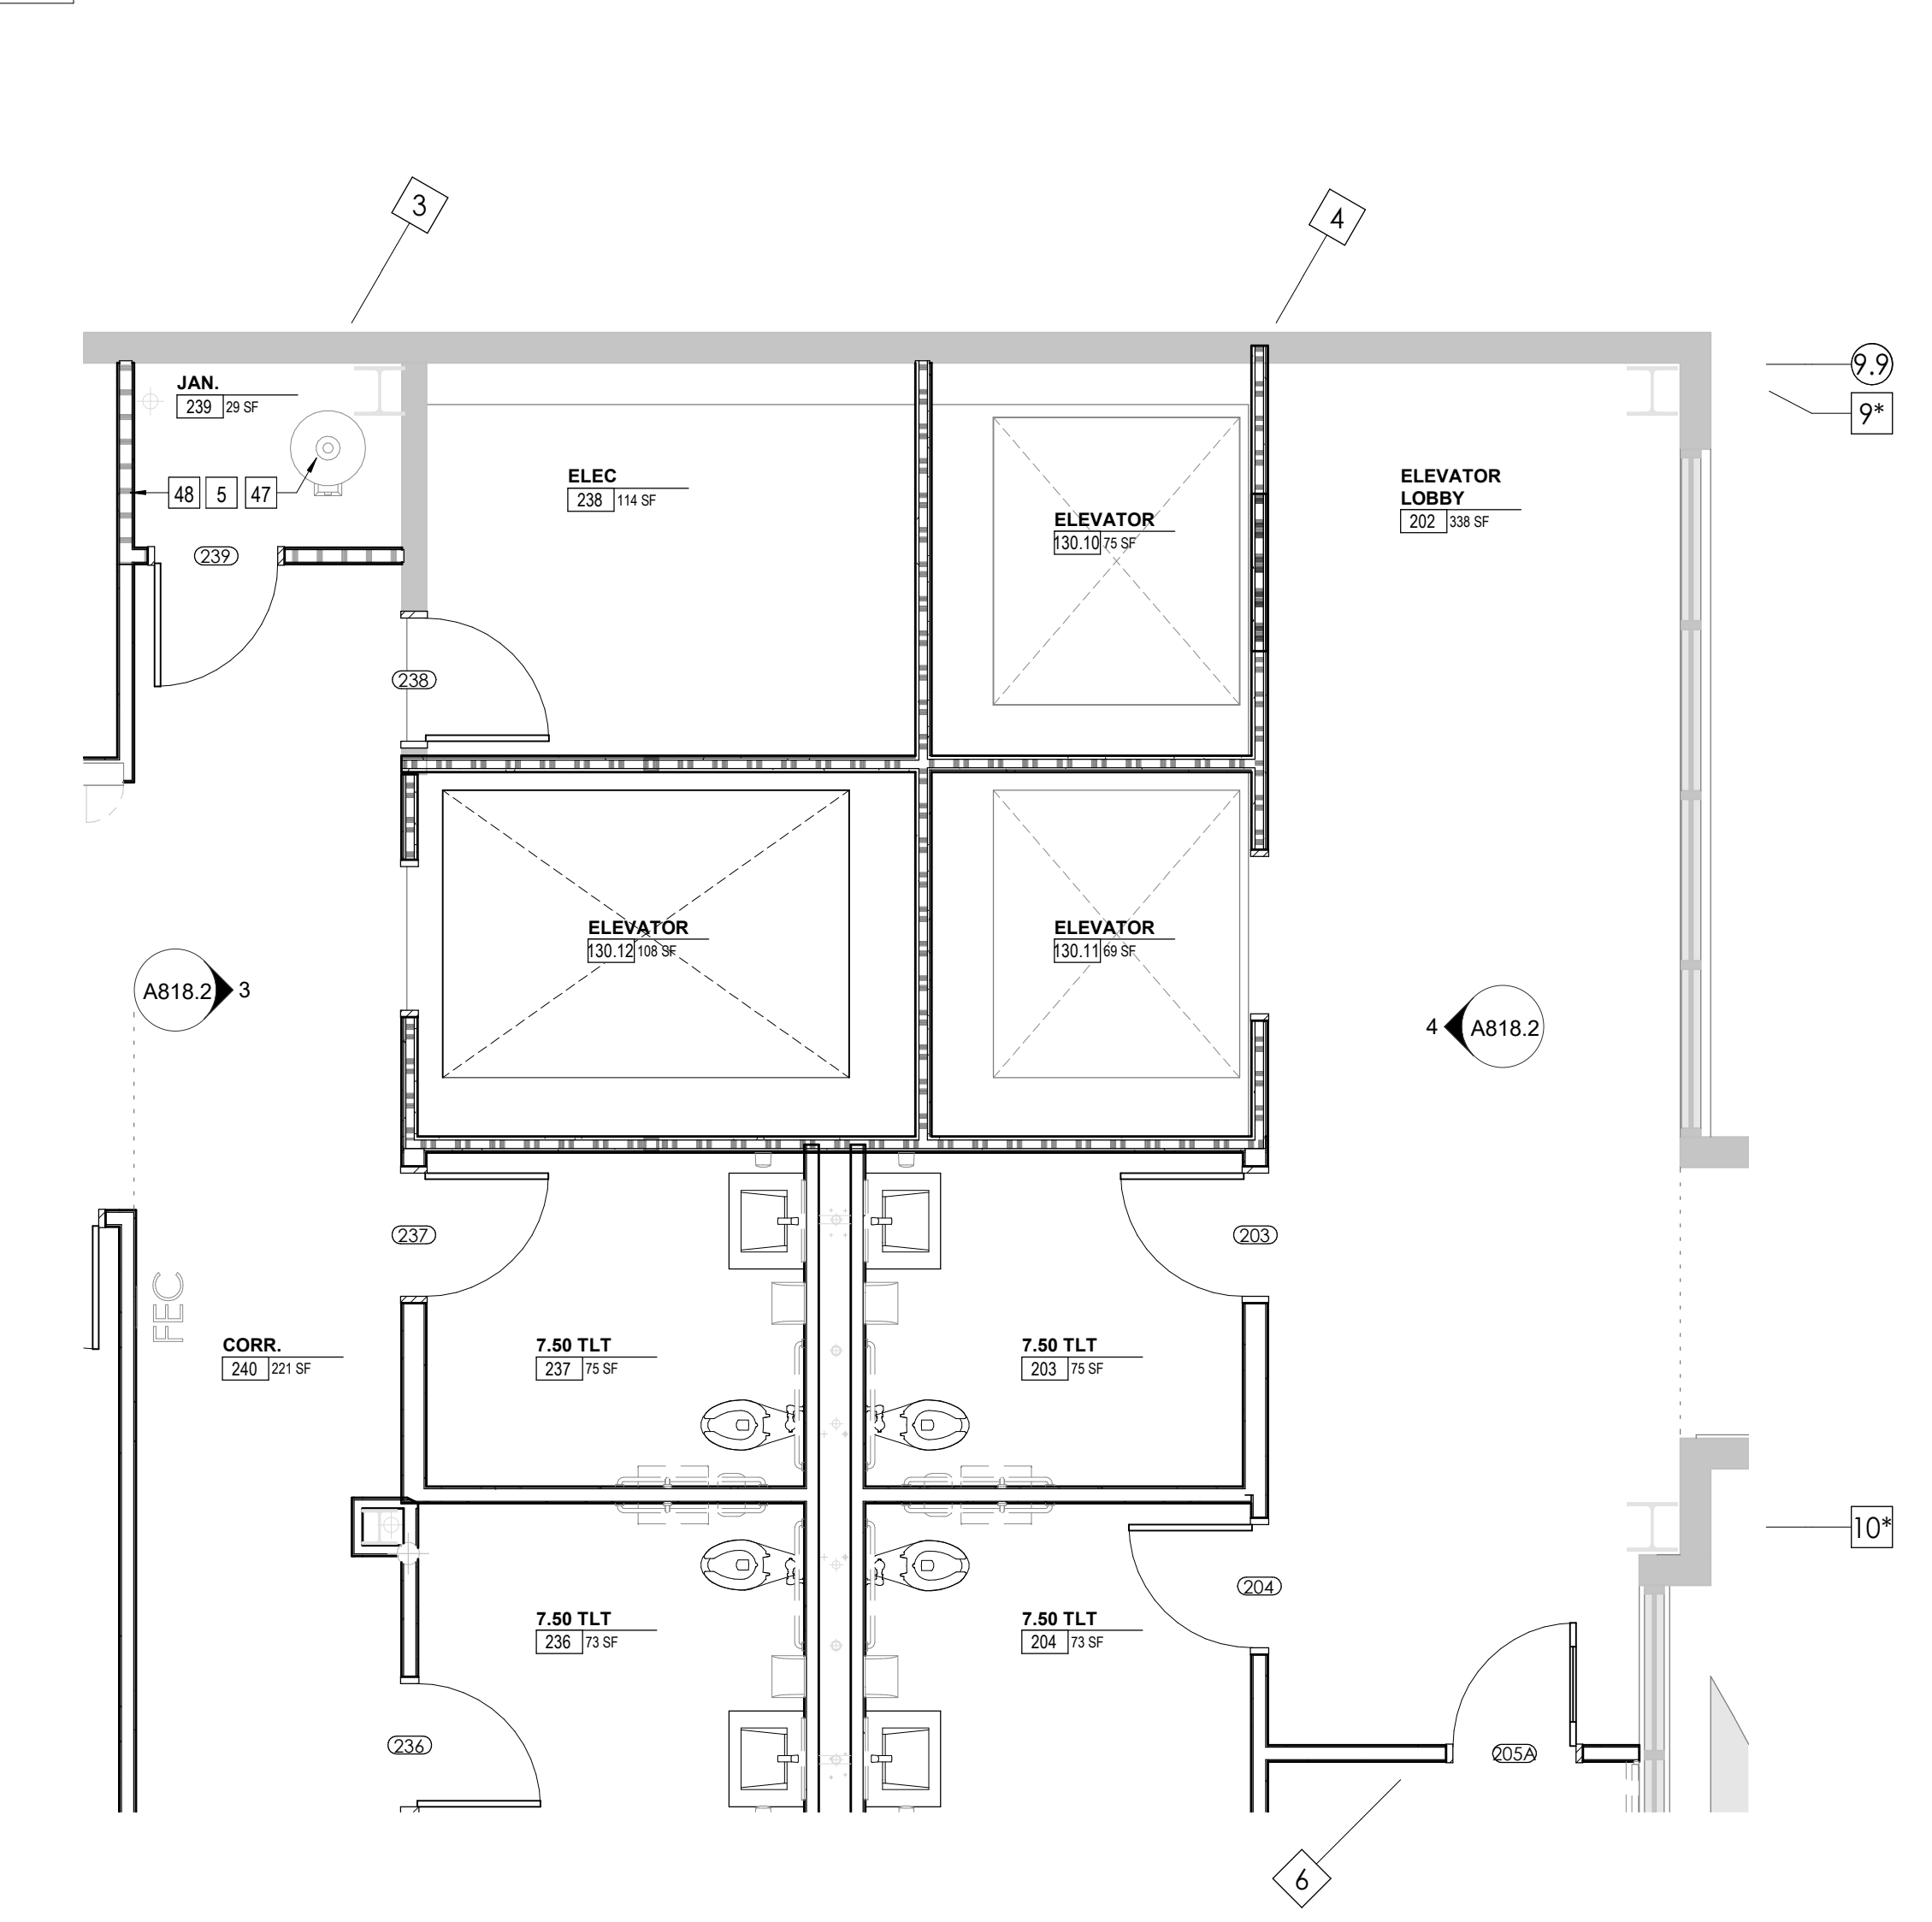 3
4
9.9
9*
JAN.
239 29 SF
48 5 47
239
ELEC
238 114 SF
ELEVATOR
130.10 75 SF
ELEVATOR
LOBBY
202 338 SF
238
ELEVATOR
130.12 108 SF
ELEVATOR
130.11 69 SF
A818.2 3
4 A818.2
237
203
FEC
CORR.
240 221 SF
7.50 TLT
237 75 SF
7.50 TLT
203 75 SF
10*
204
7.50 TLT
236 73 SF
7.50 TLT
204 73 SF
236
205A
6